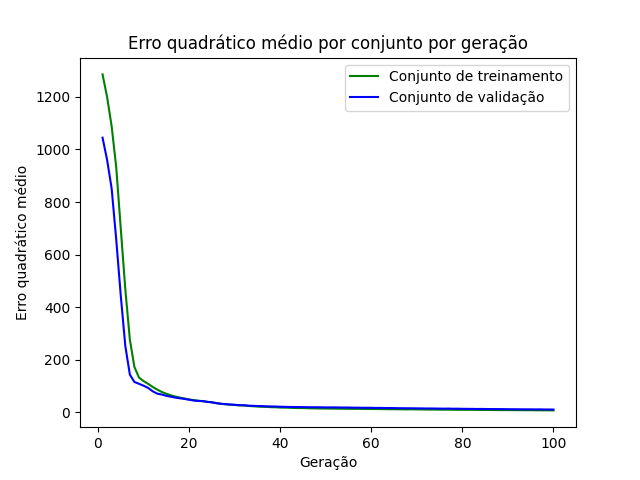 Erro quadrático médio por conjunto por geração
Conjunto de treinamento
Conjunto de validação
Erro quadrático médio
1200
1000
800
600
400
200
0
0 20 40 60 80 100
Geração